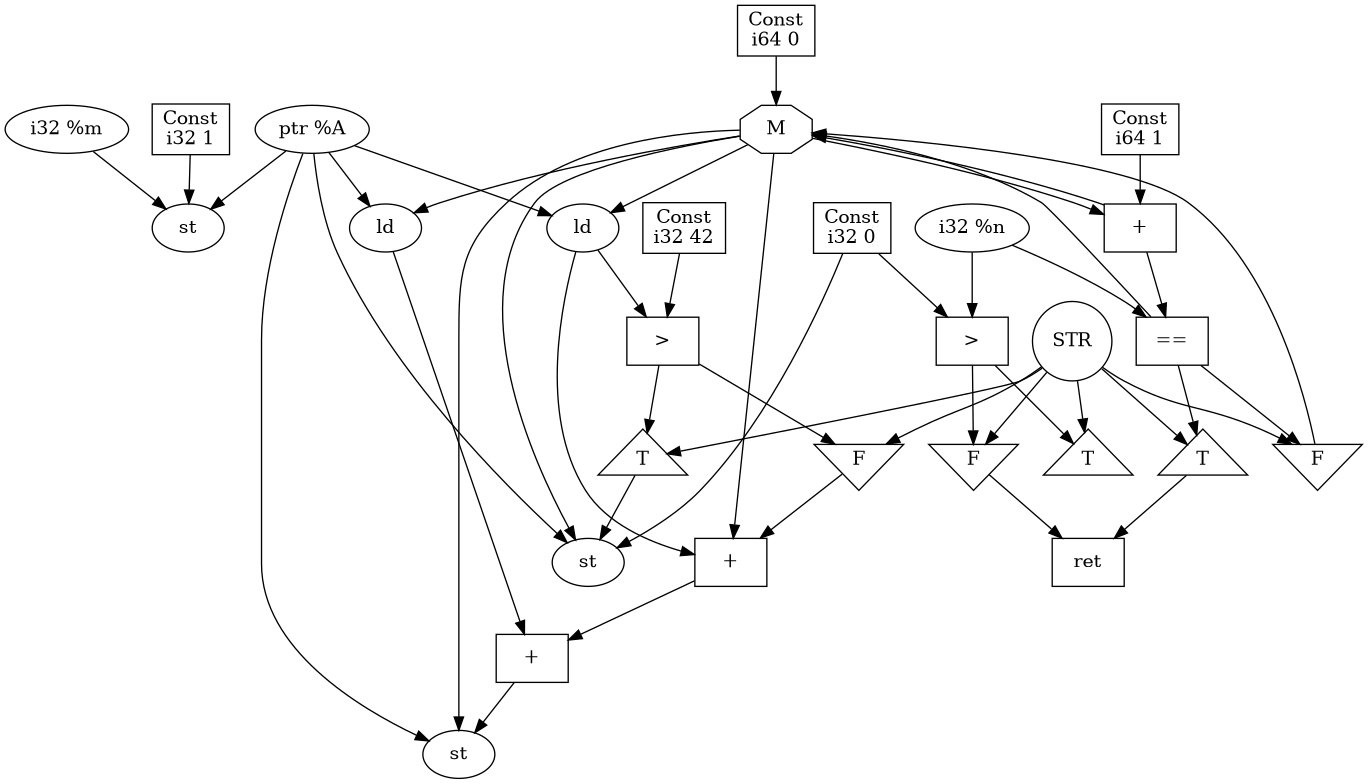 Const
i64 0
i32 %m
Const
i32 1
ptr %A
M
Const
i64 1
st
ld
ld
Const
i32 42
Const
i32 0
i32 %n
+
>
>
STR
==
T
F
F
T
T
F
st
+
ret
+
st